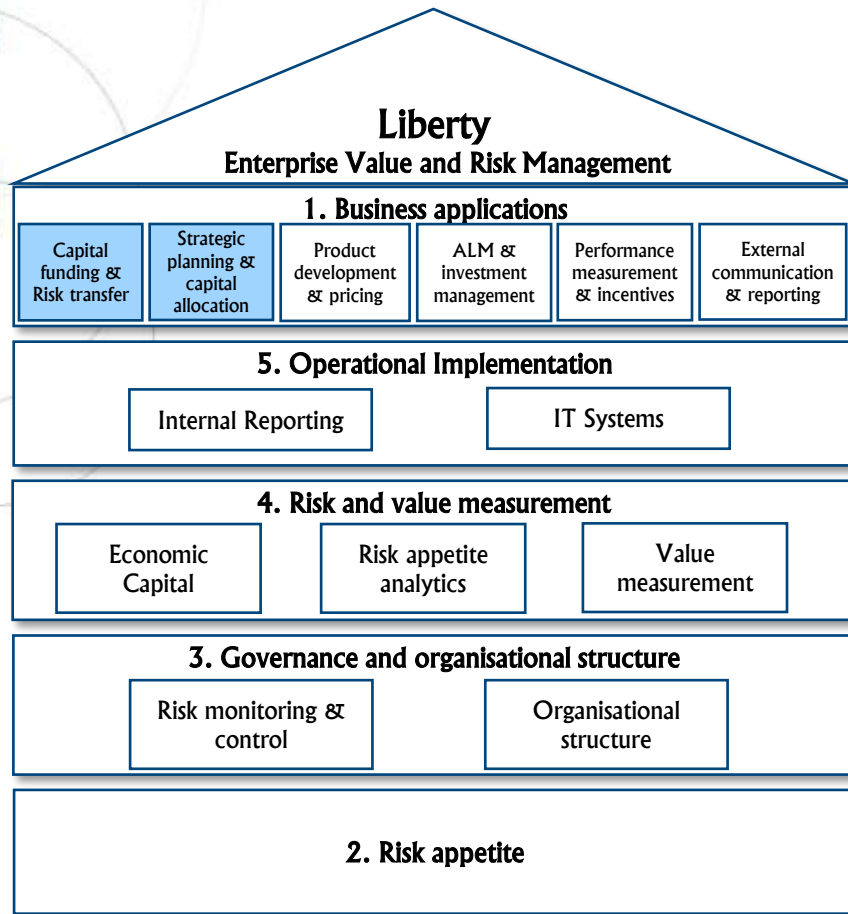 Liberty
Enterprise Value and Risk Management
1. Business applications
Capital
funding &
Risk transfer
Strategic
planning &
capital
allocation
Product
development
& pricing
ALM &
investment
management
Performance
measurement
& incentives
External
communication
& reporting
5. Operational Implementation
Internal Reporting
IT Systems
4. Risk and value measurement
Economic
Capital
Risk appetite
analytics
Value
measurement
3. Governance and organisational structure
Risk monitoring &
control
Organisational
structure
2. Risk appetite